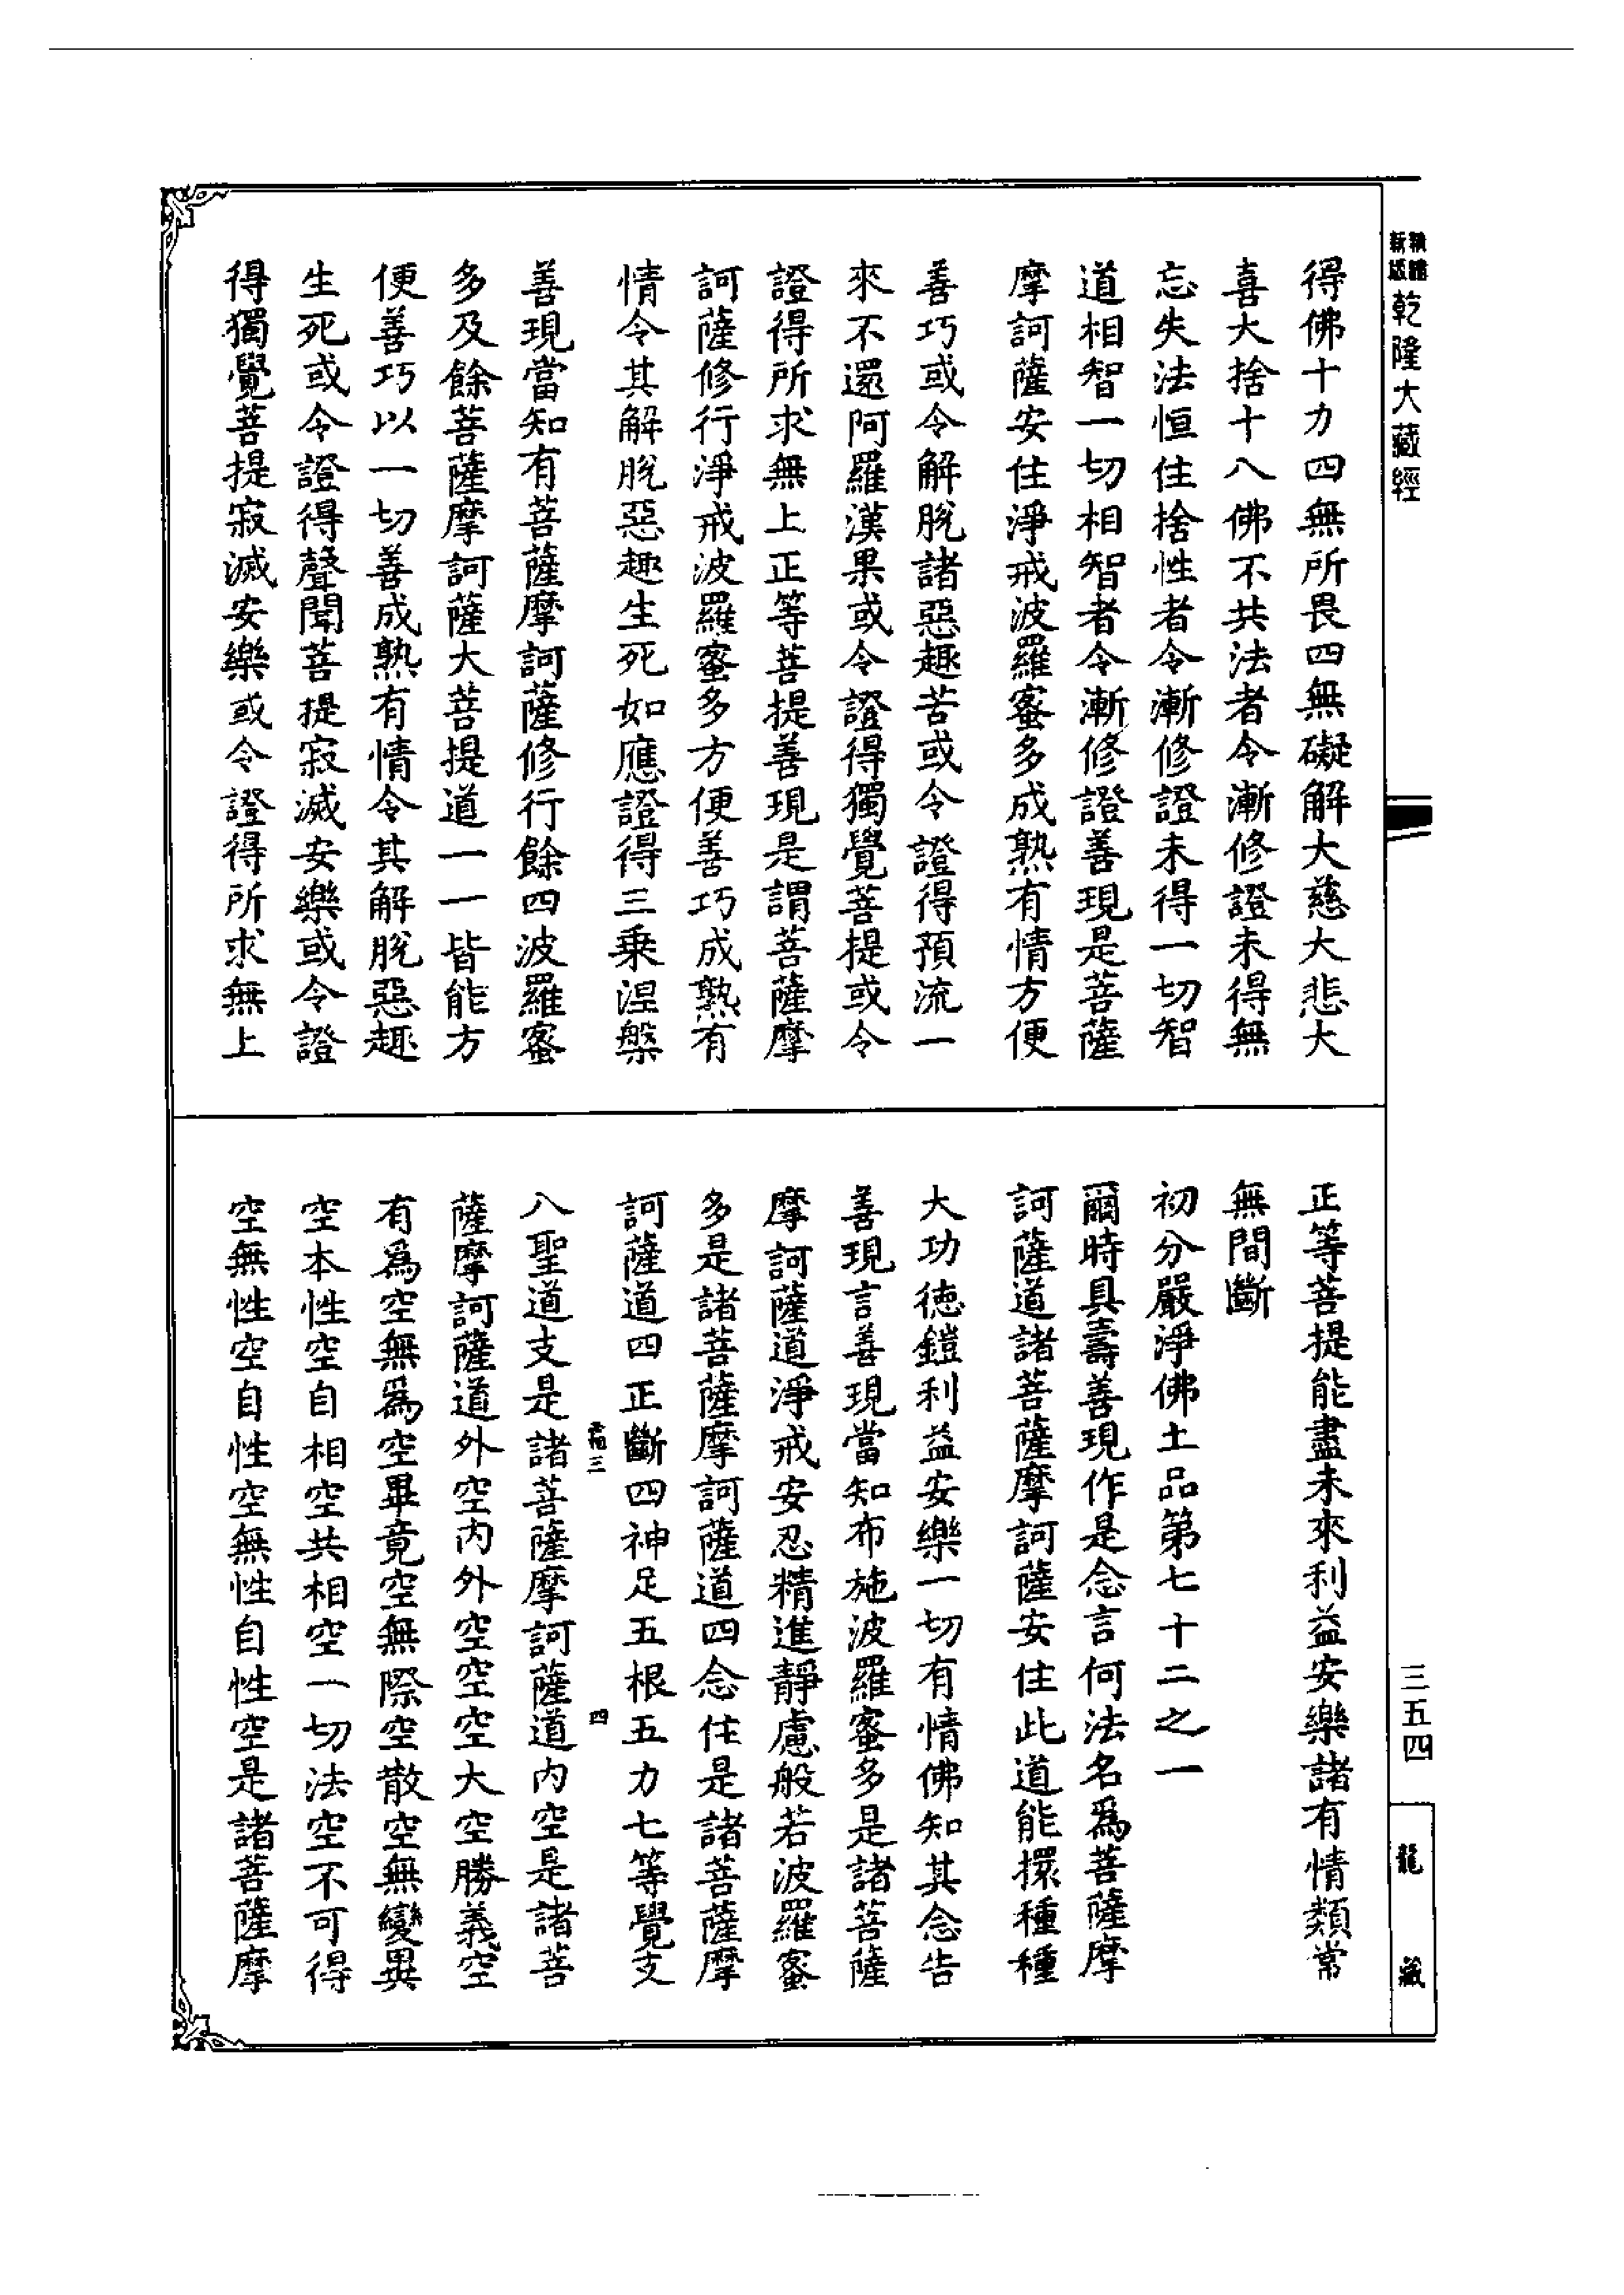 新版
乾隆大藏經
得佛十力四無所畏四無礙解大慈大悲大
喜大捨十八佛不共法者令漸修證未得無
忘失法恒住捨性者令漸修證未得一切智
道相智一切相智者令漸修證善現是菩薩
摩訶薩安住淨戒波羅蜜多成熟有情方便
善巧或令解脫諸惡趣苦或令證得預流一
來不還阿羅漢果或令證得獨覺菩提或令
證得所求無上正等菩提善現是謂菩薩摩
訶薩修行淨戒波羅蜜多方便善巧成熟有
情令其解脫惡趣生死如應證得三乘涅槃
善現當知有菩薩摩訶薩修行餘四波羅蜜
多及餘菩薩摩訶薩大菩提道一一皆能方
便善巧以一切善成熟有情令其解脫惡趣
生死或令證得聲聞菩提寂滅安樂或令證
得獨覺菩提寂滅安樂或令證得所求無上
正等菩提能盡未來利益安樂諸有情類常
無間斷
初分嚴淨佛土品第七十二之一
爾時具壽善現作是念言何法名爲菩薩摩
訶薩道諸菩薩摩訶薩安住此道能擐種種
大功德鎧利益安樂一切有情佛知其念告
善現言善現當知布施波羅蜜多是諸菩薩
摩訶薩道淨戒安忍精進靜慮般若波羅蜜
多是諸菩薩摩訶薩道四念住是諸菩薩摩
訶薩道四正斷四神足五根五力七等覺支
三
四
八聖道支是諸菩薩摩訶薩道內空是諸菩
薩摩訶薩道外空內外空空空大空勝義空
有爲空無爲空畢竟空無際空散空無變異
空本性空自相空共相空一切法空不可得
空無性空自性空無性自性空是諸菩薩摩
三五四
龍藏